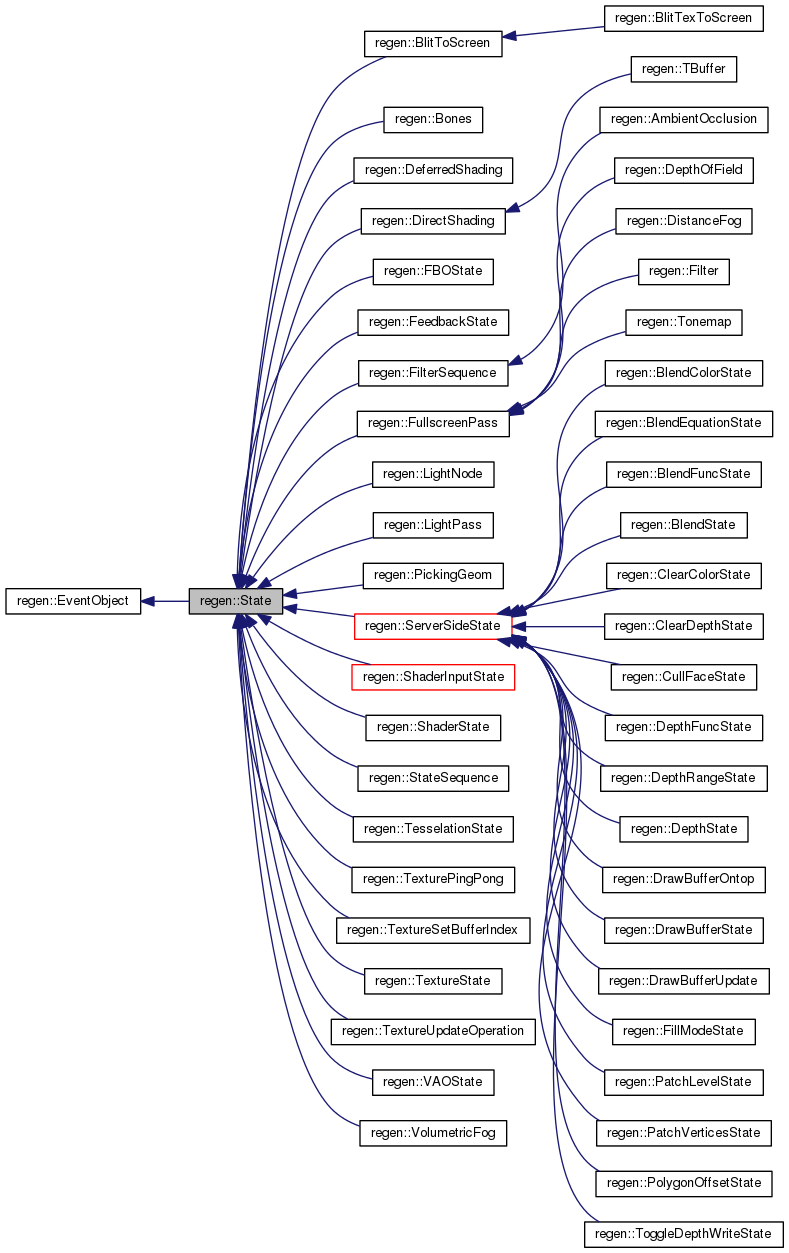 regen::BlitTexToScreen
regen::BlitToScreen
regen::TBuffer
regen::Bones
regen::AmbientOcclusion
regen::DeferredShading
regen::DepthOfField
regen::DirectShading
regen::DistanceFog
regen::FBOState
regen::Filter
regen::FeedbackState
regen::Tonemap
regen::FilterSequence
regen::BlendColorState
regen::FullscreenPass
regen::BlendEquationState
regen::LightNode
regen::BlendFuncState
regen::LightPass
regen::BlendState
regen::PickingGeom
regen::ClearColorState
regen::EventObject
regen::State
regen::ServerSideState
regen::ClearDepthState
regen::ShaderInputState
regen::CullFaceState
regen::ShaderState
regen::DepthFuncState
regen::StateSequence
regen::DepthRangeState
regen::TesselationState
regen::DepthState
regen::TexturePingPong
regen::DrawBufferOntop
regen::TextureSetBufferIndex
regen::DrawBufferState
regen::TextureState
regen::DrawBufferUpdate
regen::TextureUpdateOperation
regen::FillModeState
regen::VAOState
regen::PatchLevelState
regen::VolumetricFog
regen::PatchVerticesState
regen::PolygonOffsetState
regen::ToggleDepthWriteState